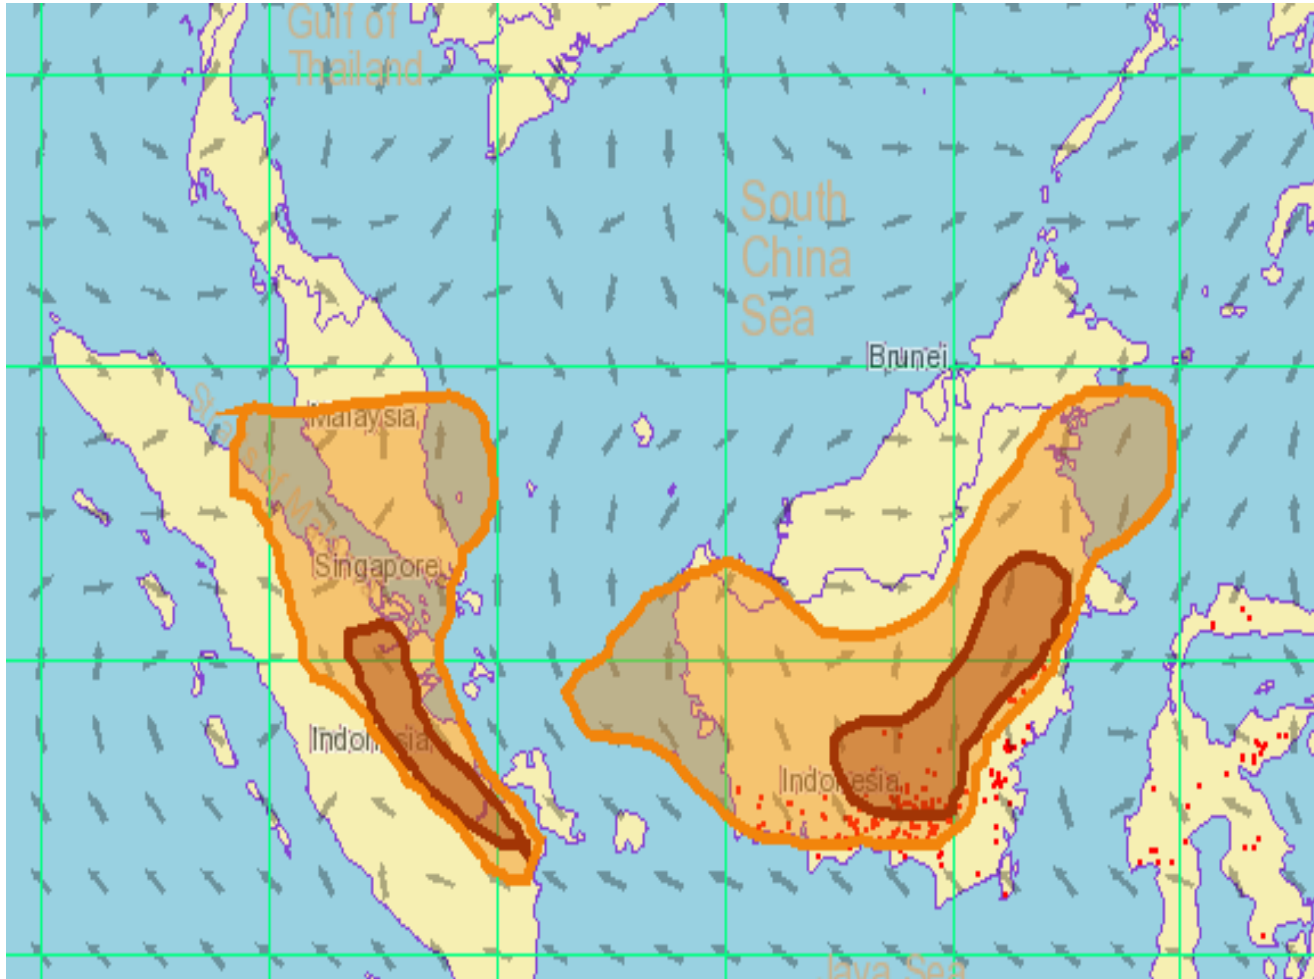 Gulf of
Thailand
South
China
Sea
Brunei
Malaysia
Singapore
Indonesia
Indonesia
Java Sea